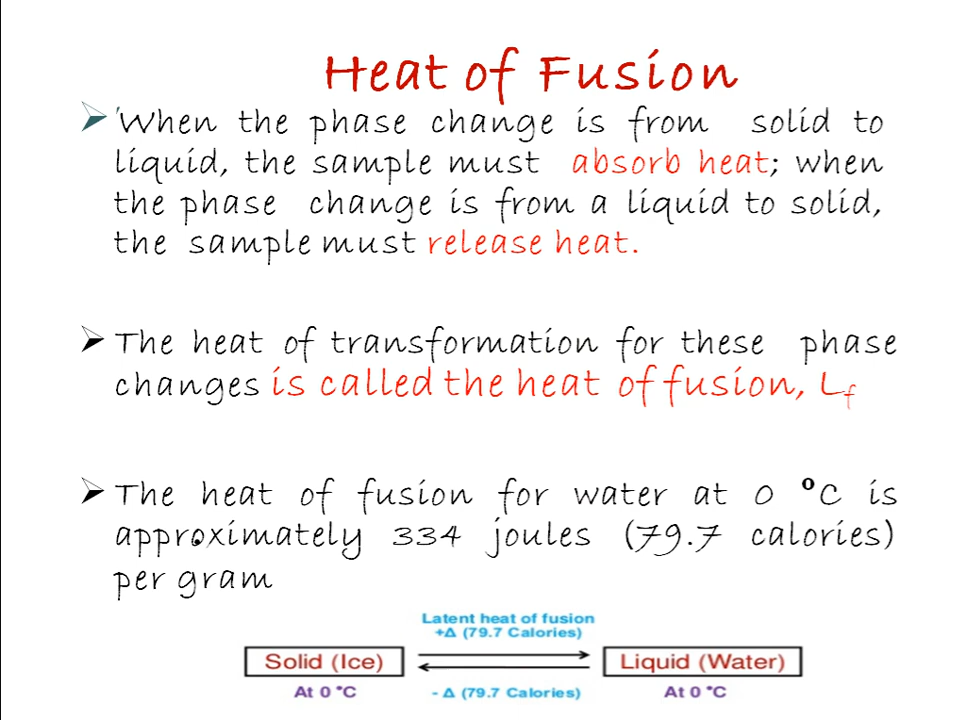 Heat of Fusion
'When the phase change is from solid to
liquid, the sample must absorb heat; when
the phase change is from a liquid to solid,
the sample must release heat.
The heat of transformation for these phase
changes is called the heat of fusion, Lf
The heat of fusion for water at 0 ºC is
approximately 334 joules (79.7 calories)
per gram
Latent heat of fusion
+Δ (79.7 Calories)
Solid (Ice) Liquid (Water)
At 0 °C - Δ (79.7 Calories) At 0 °C